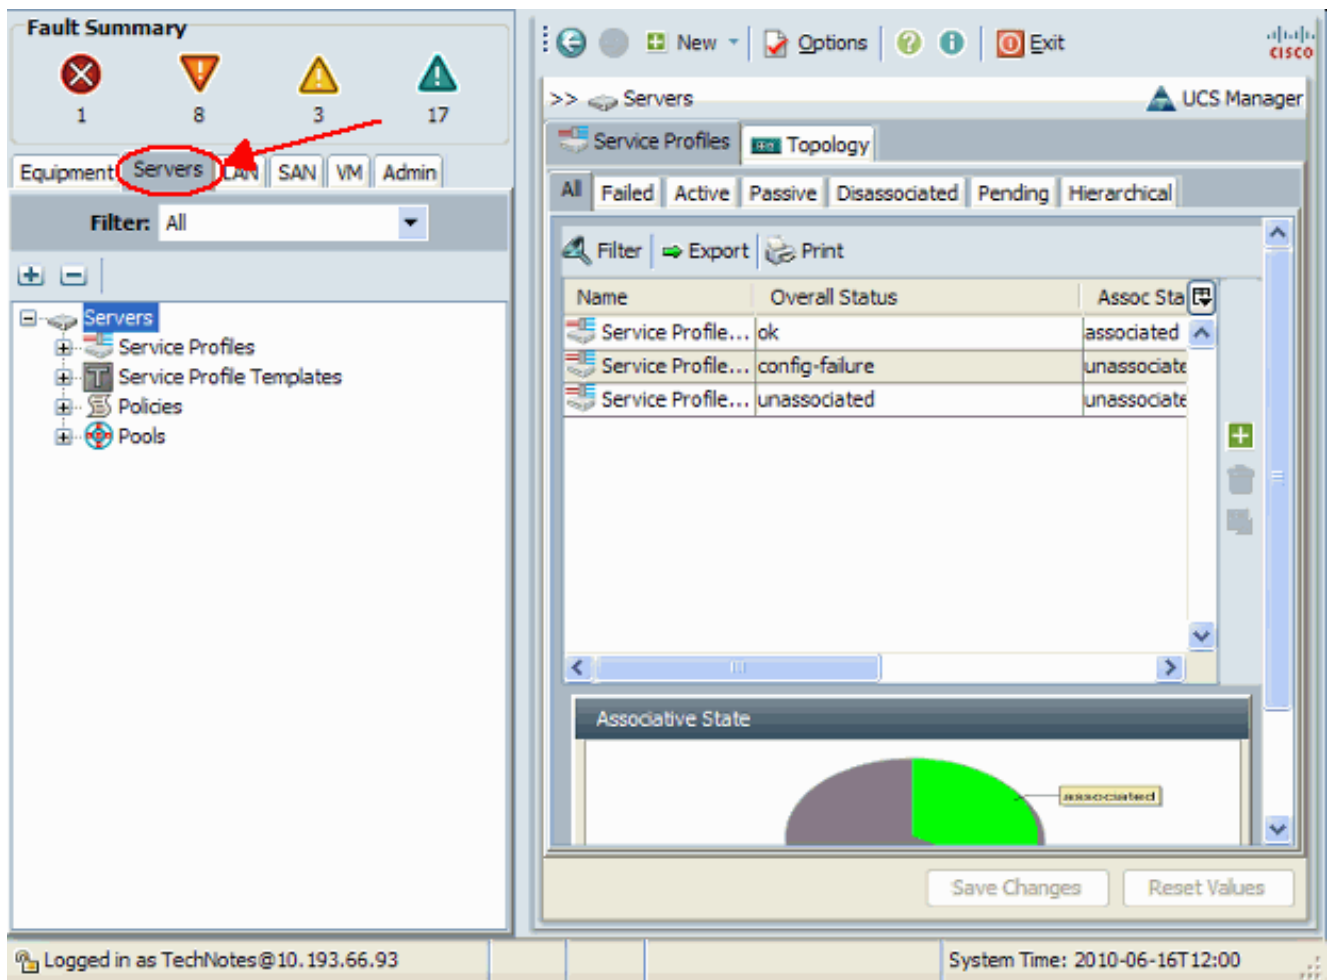 Fault Summary
1 8 3 17
Equipment Servers LAN SAN VM Admin
Filter: All
Servers
Service Profiles
Service Profile Templates
Policies
Pools
New Options Exit
CISCO
>> Servers UCS Manager
Service Profiles Topology
All Failed Active Passive Disassociated Pending Hierarchical
Filter Export Print
Name Overall Status Assoc Sta
Service Profile... ok associated
Service Profile... config-failure unassociate
Service Profile... unassociated unassociate
Associative State
associated
Save Changes Reset Values
Logged in as TechNotes@10.193.66.93 System Time: 2010-06-16T12:00